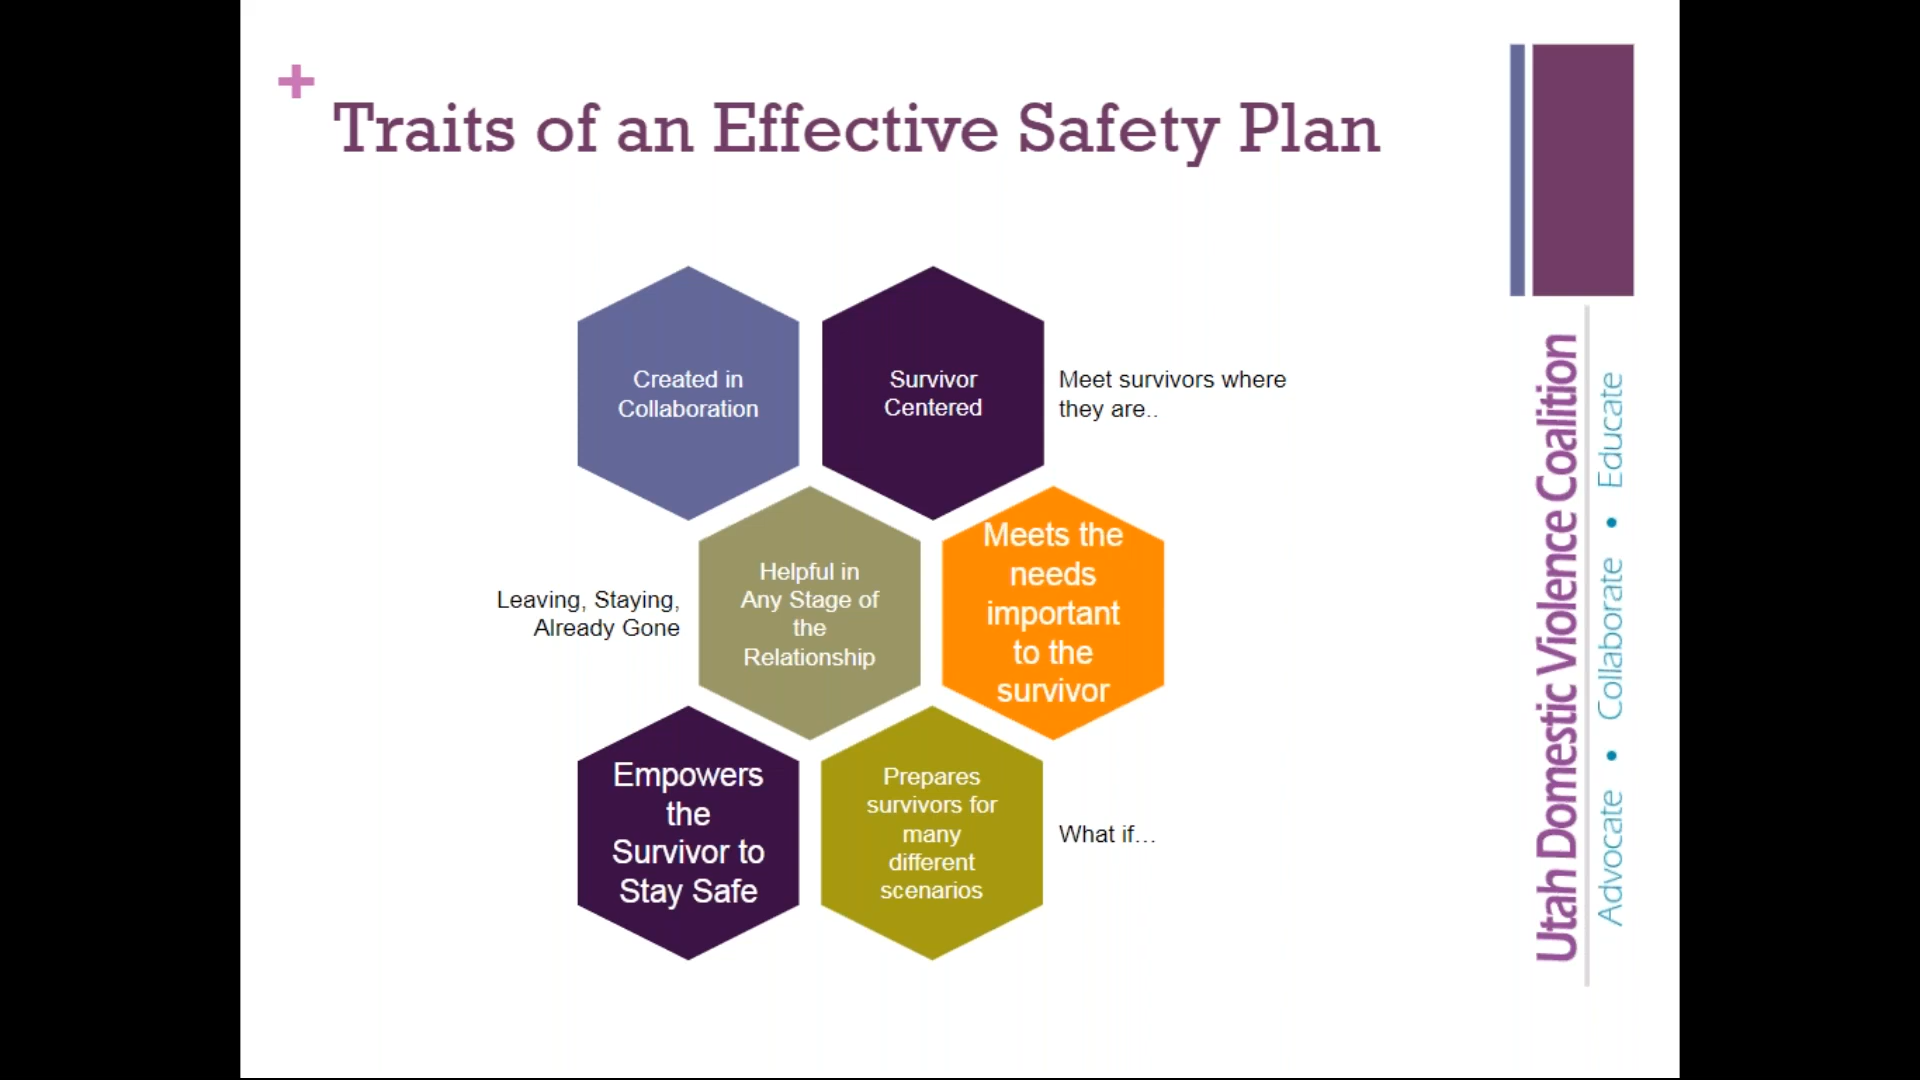 +
Traits of an Effective Safety Plan
Created in
Collaboration
Survivor
Centered
Meet survivors where
they are..
Leaving, Staying,
Already Gone
Helpful in
Any Stage of
the
Relationship
Meets the
needs
important
to the
survivor
Empowers
the
Survivor to
Stay Safe
Prepares
survivors for
many
different
scenarios
What if...
Utah Domestic Violence Coalition
Advocate • Collaborate • Educate